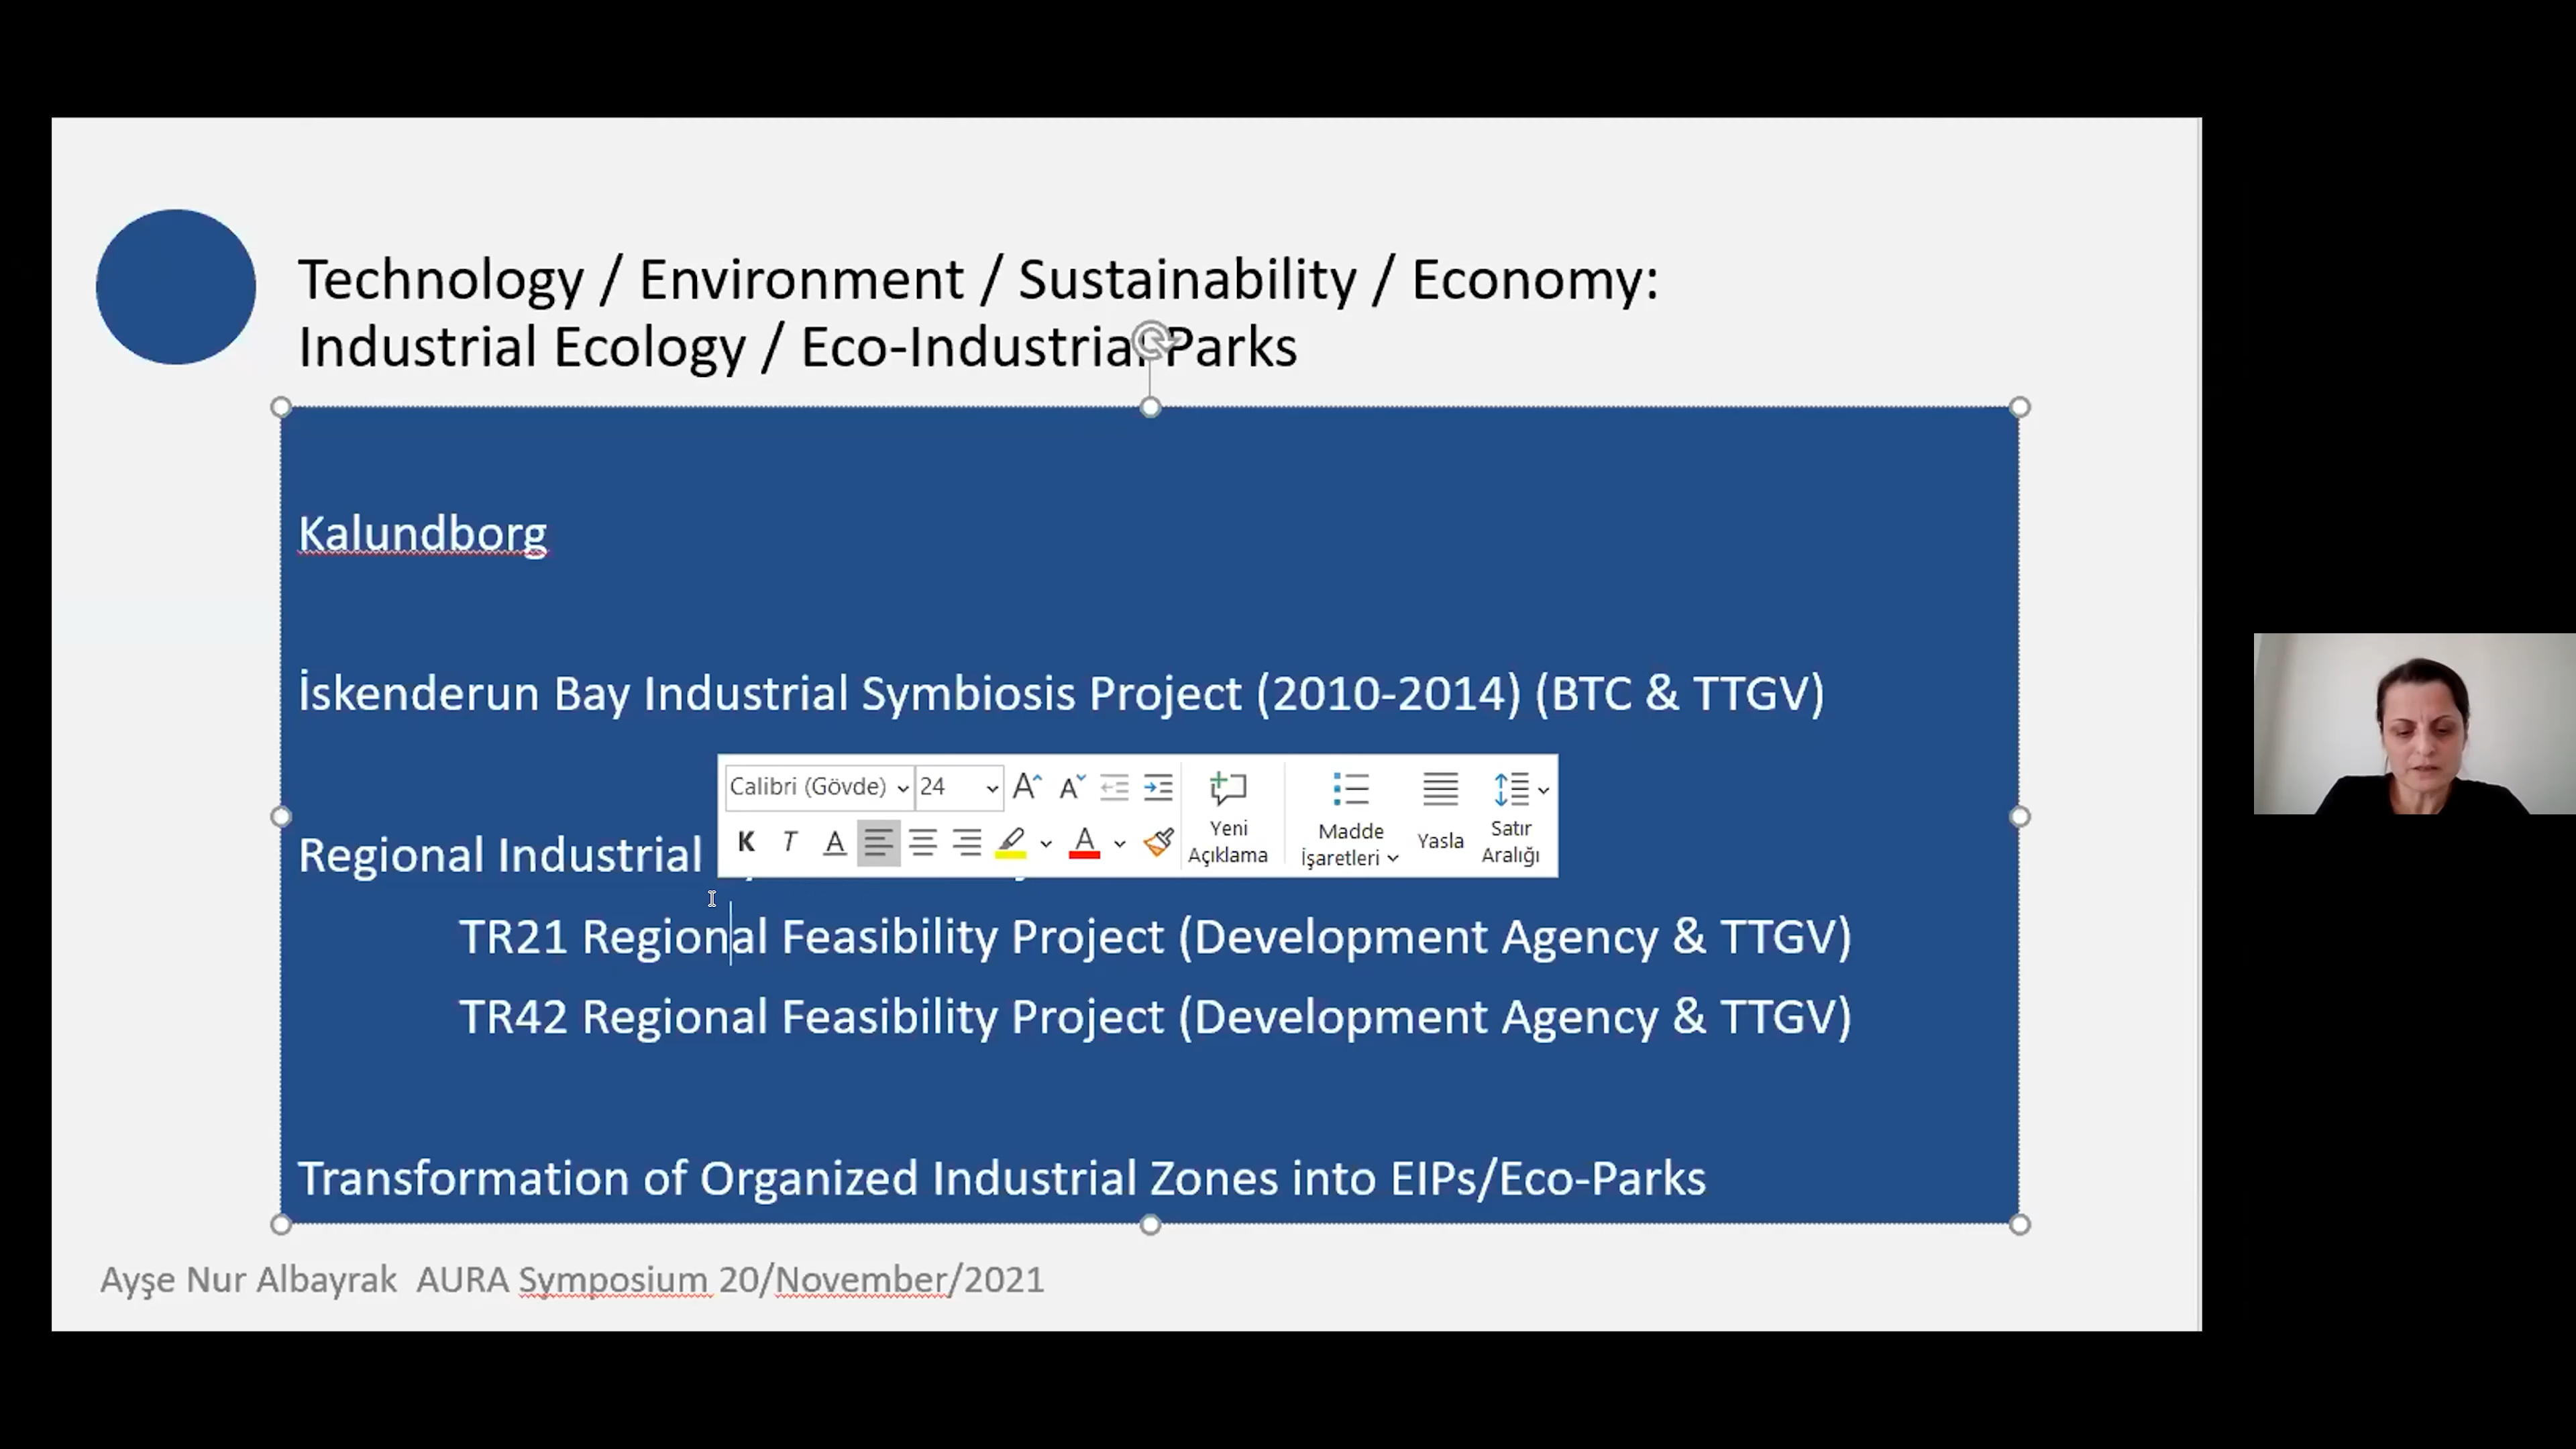 Technology / Environment / Sustainability / Economy:
Industrial Ecology / Eco-Industrial Parks
Kalundborg
İskenderun Bay Industrial Symbiosis Project (2010-2014) (BTC & TTGV)
Calibri (Gövde) 24
K T A A
Yeni Açıklama
Madde İşaretleri
Yasla
Satır Aralığı
Regional Industrial
TR21 Regional Feasibility Project (Development Agency & TTGV)
TR42 Regional Feasibility Project (Development Agency & TTGV)
Transformation of Organized Industrial Zones into EIPs/Eco-Parks
Ayşe Nur Albayrak AURA Symposium 20/November/2021